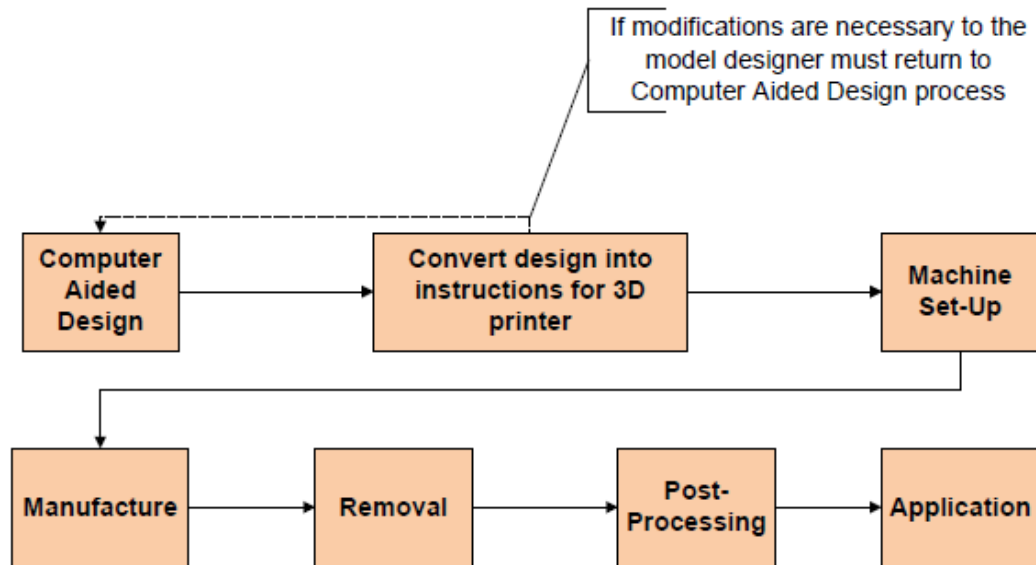 If modifications are necessary to the
model designer must return to
Computer Aided Design process
Computer
Aided
Design
Convert design into
instructions for 3D
printer
Machine
Set-Up
Manufacture
Removal
Post-
Processing
Application